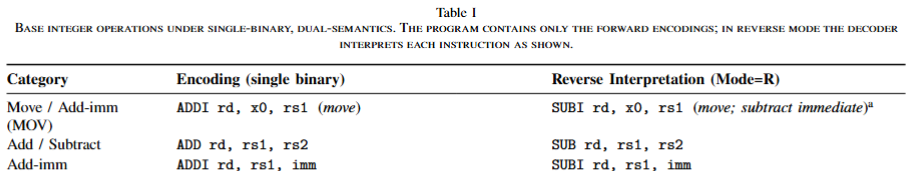 Table I
BASE INTEGER OPERATIONS UNDER SINGLE-BINARY, DUAL-SEMANTICS. THE PROGRAM CONTAINS ONLY THE FORWARD ENCODINGS; IN REVERSE MODE THE DECODER
INTERPRETS EACH INSTRUCTION AS SHOWN.
Category Encoding (single binary) Reverse Interpretation (Mode=R)
Move / Add-imm ADDI rd, x0, rs1 (move) SUBI rd, x0, rs1 (move; subtract immediate)ᵃ
(MOV)
Add / Subtract ADD rd, rs1, rs2 SUB rd, rs1, rs2
Add-imm ADDI rd, rs1, imm SUBI rd, rs1, imm